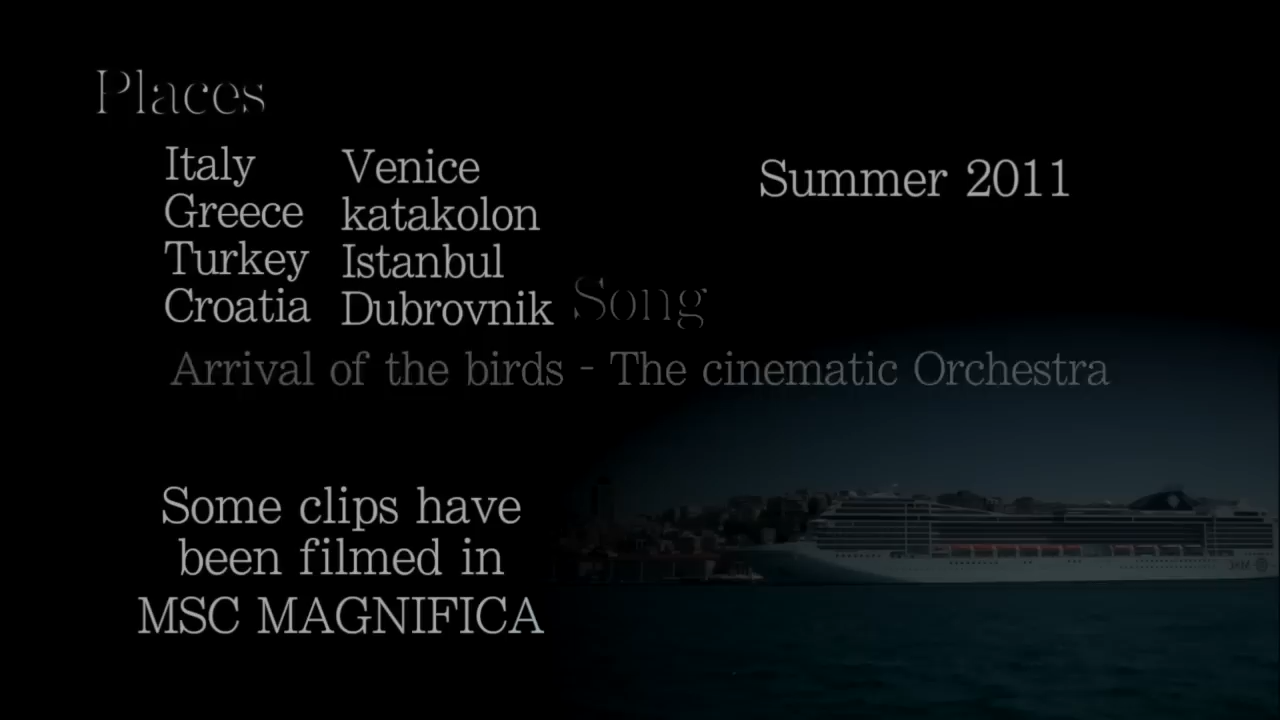 Places
Italy Venice
Greece katakolon
Turkey Istanbul
Croatia Dubrovnik
Summer 2011
Song
Arrival of the birds - The cinematic Orchestra
Some clips have
been filmed in
MSC MAGNIFICA